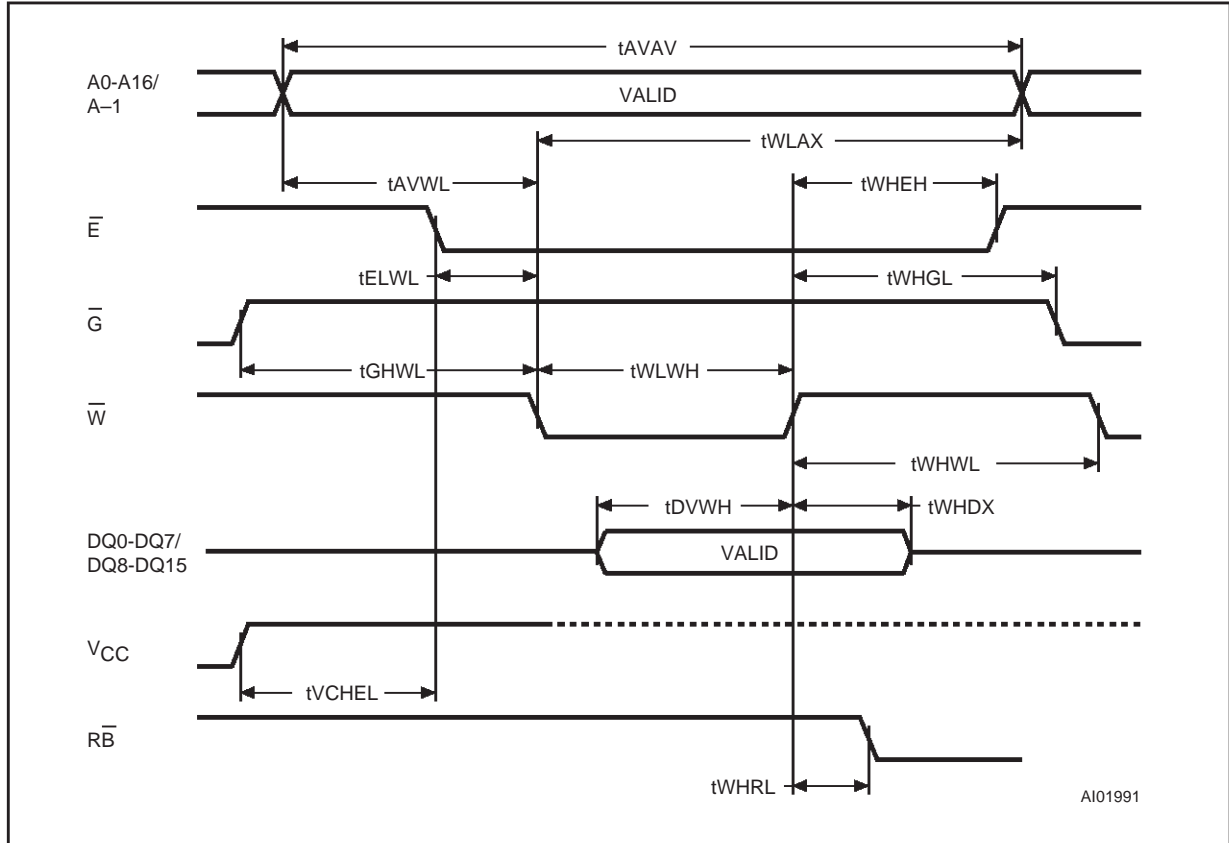 tAVAV
A0-A16/
A–1
VALID
tWLAX
tAVWL
tWHEH
E̅
tELWL
tWHGL
G̅
tGHWL
tWLWH
W̅
tWHWL
tDVWH
tWHDX
DQ0-DQ7/
DQ8-DQ15
VALID
VCC
tVCHEL
RB̅
tWHRL
AI01991